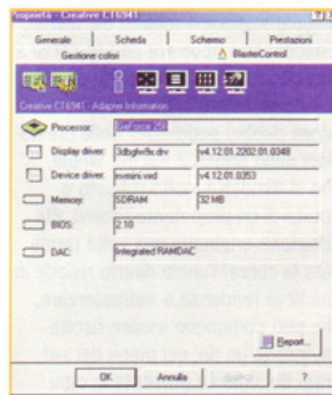 Proprietà - Creative CT6941
Generale
Scheda
Schermo
Prestazioni
Gestione colori
BlasterControl
Creative CT6941 - Adapter Information
Processor:
GeForce 256
Display driver:
3dbglw9x.drv
v4.12.01.2202.01.0348
Device driver:
nvmini.vxd
v4.12.01.0353
Memory:
SDRAM
32 MB
BIOS:
2.10
DAC:
Integrated RAMDAC
Report...
OK
Annulla
?